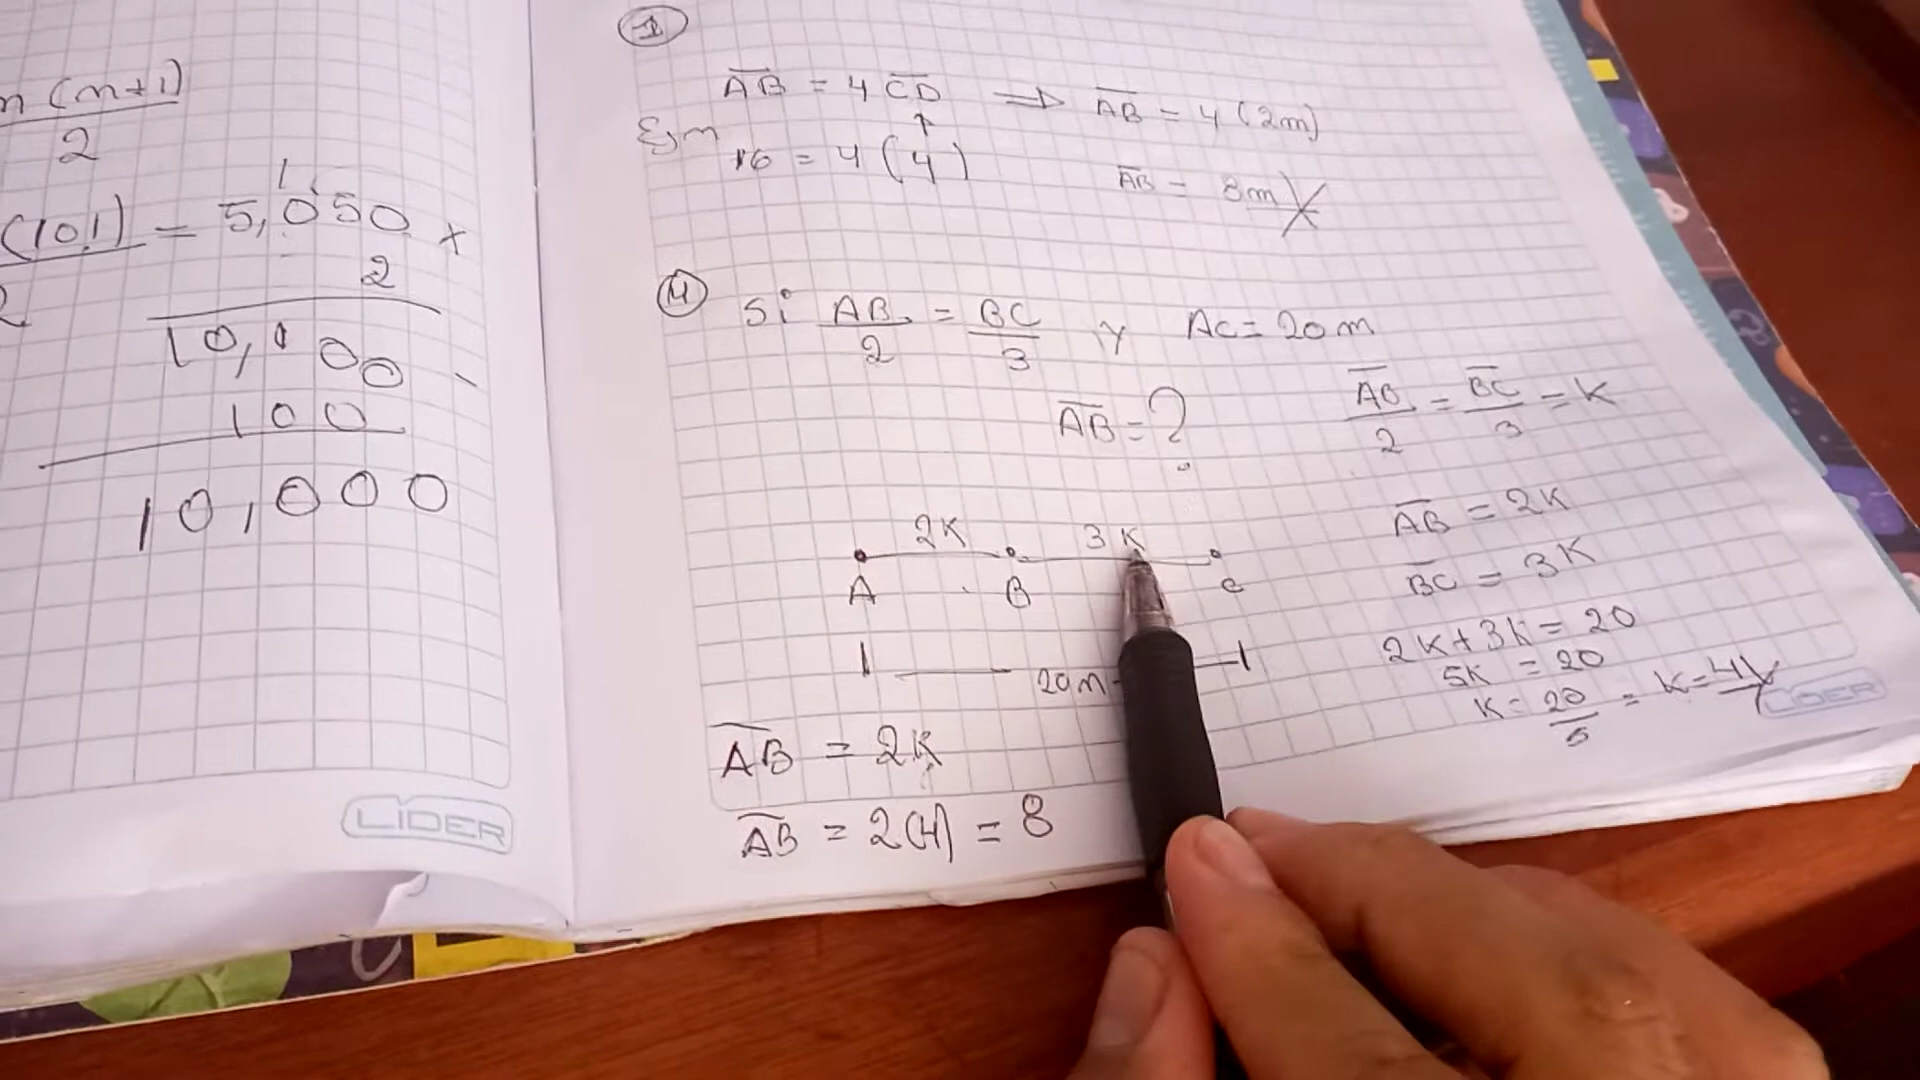 n(n+1)
2
(101) = 5,050 x
2
2
10,100 -
100
10,000
LIDER
1
AB = 4 CD ⇒ AB = 4 (2m)
Ejm
16 = 4 (4)
AB = 8m
4
Si AB/2 = BC/3 y AC = 20 m
AB = ?
AB/2 = BC/3 = K
2K 3K
A B C
20m
AB = 2K
BC = 3K
2K + 3K = 20
5K = 20
K = 20/5 = K = 4
LIDER
AB = 2K
AB = 2(4) = 8